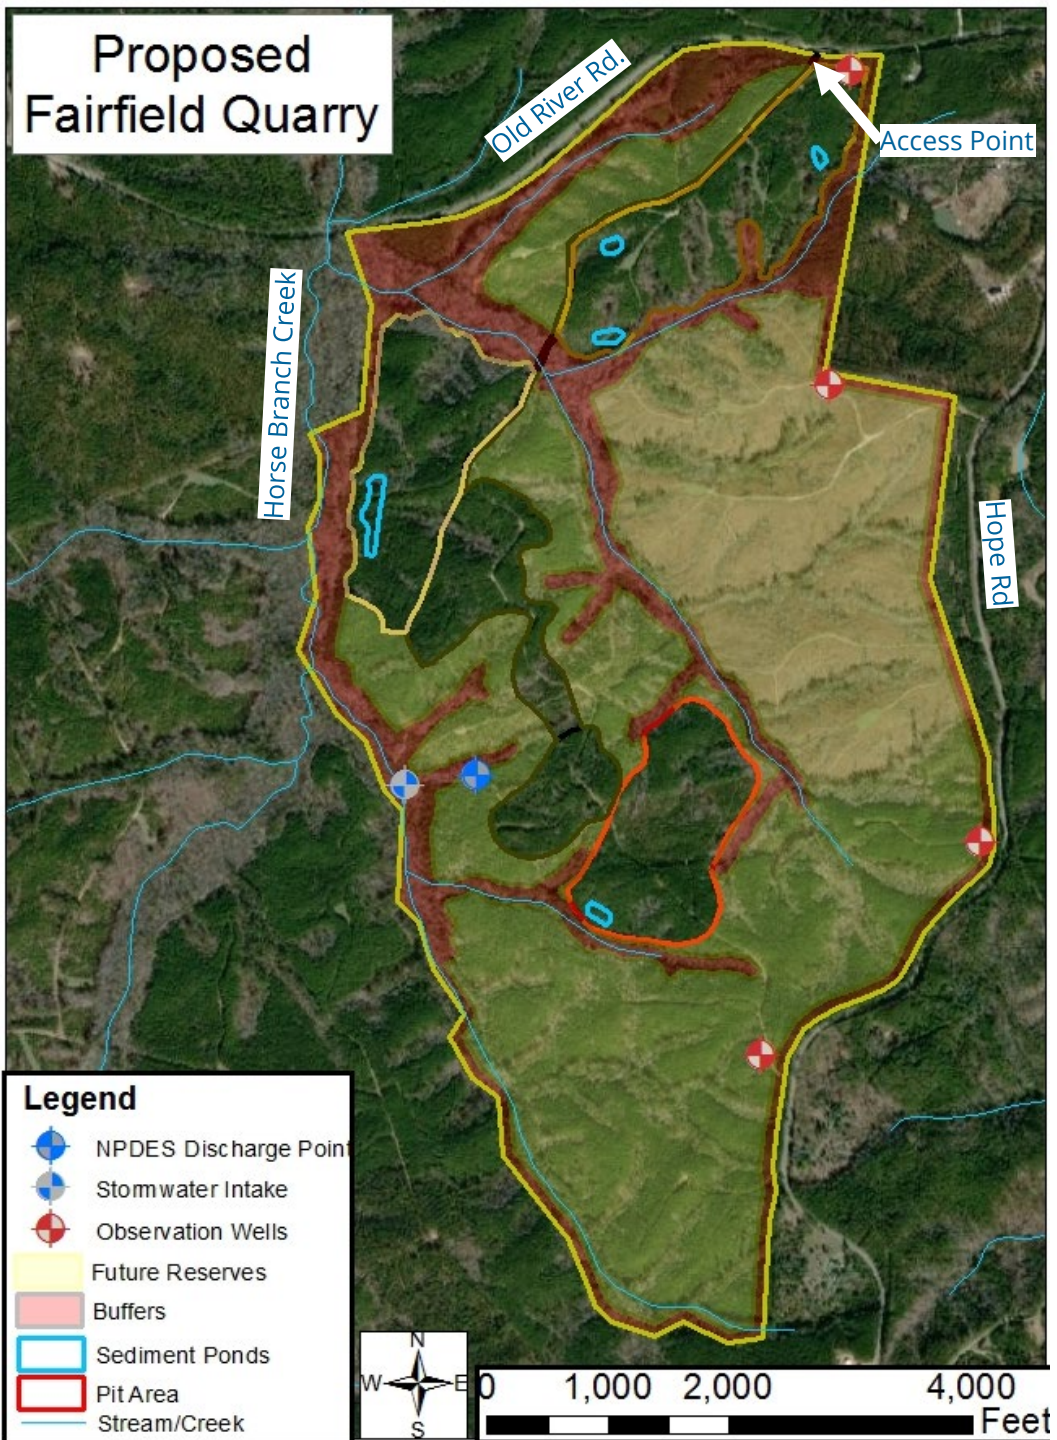 Proposed
Fairfield Quarry
Old River Rd.
Access Point
Horse Branch Creek
Hope Rd
Legend
NPDES Discharge Point
Stormwater Intake
Observation Wells
Future Reserves
Buffers
Sediment Ponds
Pit Area
Stream/Creek
N
W E
S
0 1,000 2,000 4,000
Feet